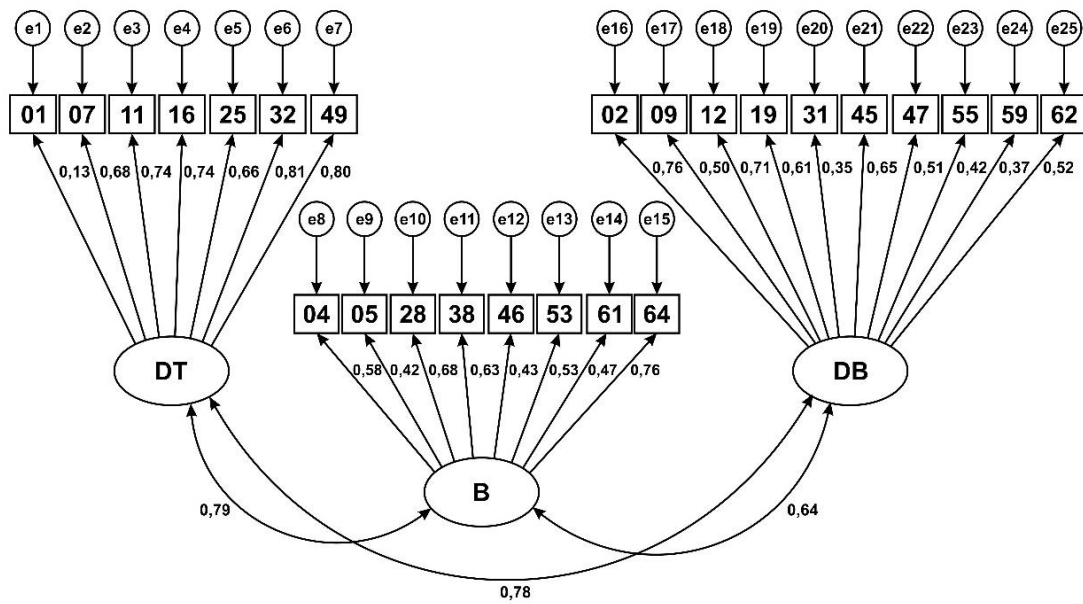 e1 e2 e3 e4 e5 e6 e7
e16 e17 e18 e19 e20 e21 e22 e23 e24 e25
01 07 11 16 25 32 49
02 09 12 19 31 45 47 55 59 62
0,13 0,68 0,74 0,74 0,66 0,81 0,80
0,76 0,50 0,71 0,61 0,35 0,65 0,51 0,42 0,37 0,52
e8 e9 e10 e11 e12 e13 e14 e15
04 05 28 38 46 53 61 64
DT
0,58 0,42 0,68 0,63 0,43 0,53 0,47 0,76
DB
B
0,79
0,64
0,78